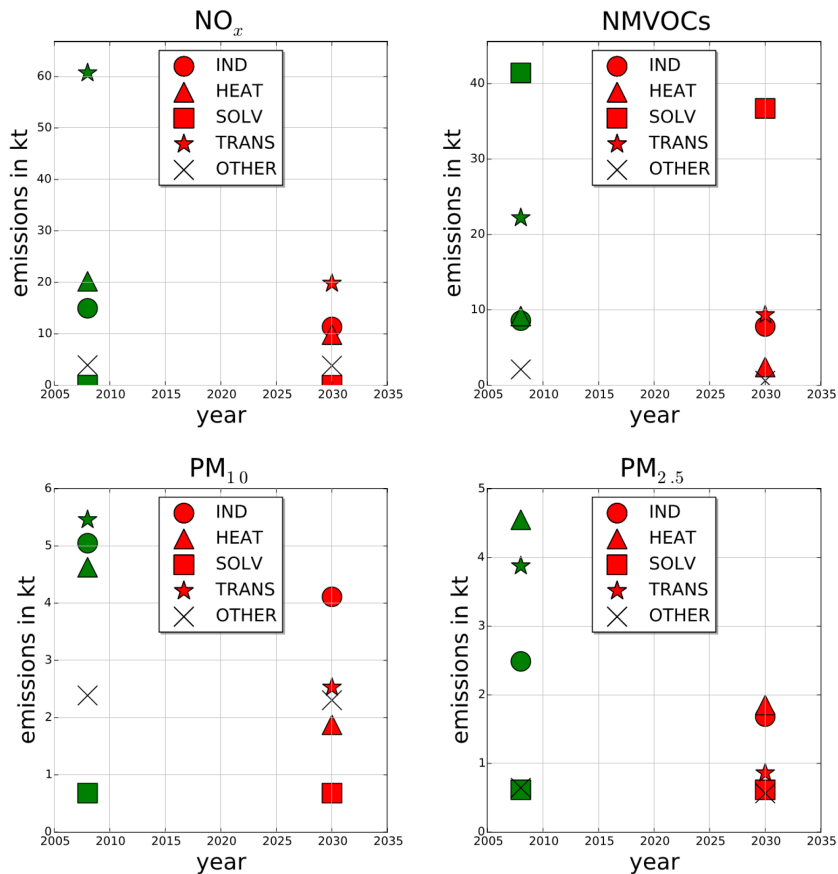 NOₓ
emissions in kt
60
50
40
30
20
10
0
2005 2010 2015 2020 2025 2030 2035
year
IND
HEAT
SOLV
TRANS
OTHER
NMVOCs
emissions in kt
40
30
20
10
0
2005 2010 2015 2020 2025 2030 2035
year
IND
HEAT
SOLV
TRANS
OTHER
PM₁₀
emissions in kt
6
5
4
3
2
1
0
2005 2010 2015 2020 2025 2030 2035
year
IND
HEAT
SOLV
TRANS
OTHER
PM₂.₅
emissions in kt
5
4
3
2
1
0
2005 2010 2015 2020 2025 2030 2035
year
IND
HEAT
SOLV
TRANS
OTHER